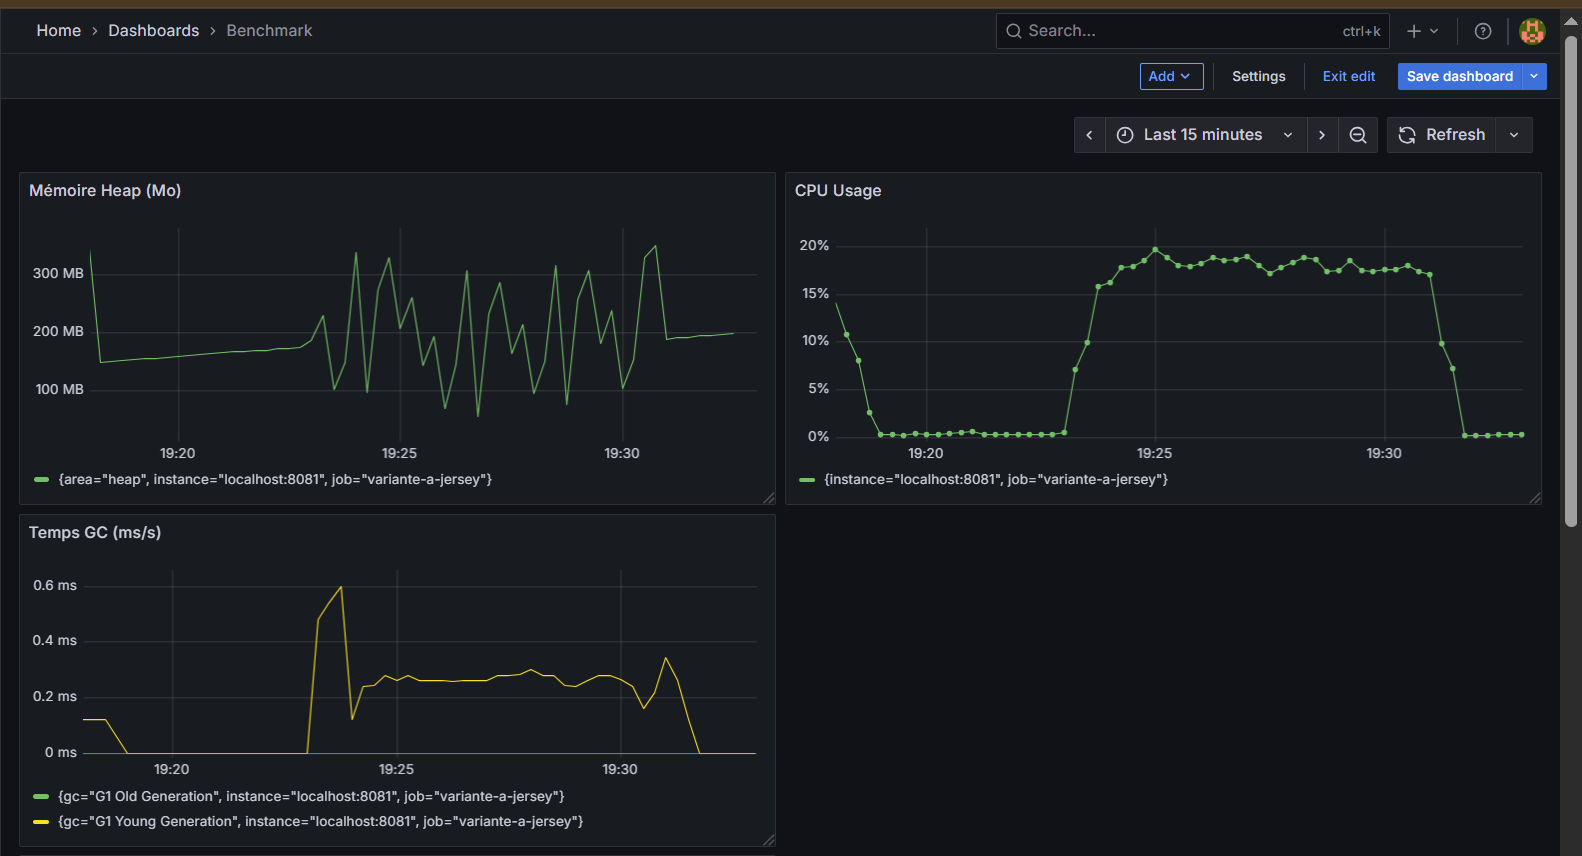 Home > Dashboards > Benchmark
Search... ctrl+k
Add Settings Exit edit Save dashboard
Last 15 minutes Refresh
Mémoire Heap (Mo)
300 MB
200 MB
100 MB
19:20 19:25 19:30
{area="heap", instance="localhost:8081", job="variante-a-jersey"}
CPU Usage
20%
15%
10%
5%
0%
19:20 19:25 19:30
{instance="localhost:8081", job="variante-a-jersey"}
Temps GC (ms/s)
0.6 ms
0.4 ms
0.2 ms
0 ms
19:20 19:25 19:30
{gc="G1 Old Generation", instance="localhost:8081", job="variante-a-jersey"}
{gc="G1 Young Generation", instance="localhost:8081", job="variante-a-jersey"}